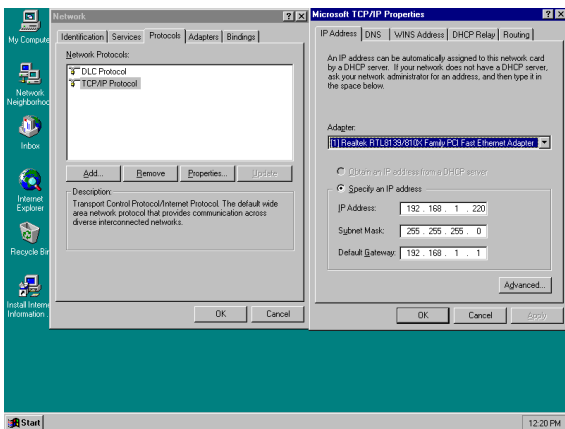 My Compute
Network
Neighborhoo
Inbox
Internet
Explorer
Recycle Bin
Install Interne
Information .
Network
Identification Services Protocols Adapters Bindings
Network Protocols:
DLC Protocol
TCP/IP Protocol
Add... Remove Properties... Update
Description:
Transport Control Protocol/Internet Protocol. The default wide
area network protocol that provides communication across
diverse interconnected networks.
OK Cancel
Microsoft TCP/IP Properties
IP Address DNS WINS Address DHCP Relay Routing
An IP address can be automatically assigned to this network card
by a DHCP server. If your network does not have a DHCP server,
ask your network administrator for an address, and then type it in
the space below.
Adapter:
[1] Realtek RTL8139/810X Family PCI Fast Ethernet Adapter
Obtain an IP address from a DHCP server
Specify an IP address
IP Address: 192 . 168 . 1 . 220
Subnet Mask: 255 . 255 . 255 . 0
Default Gateway: 192 . 168 . 1 . 1
Advanced...
OK Cancel Apply
Start
12:20 PM